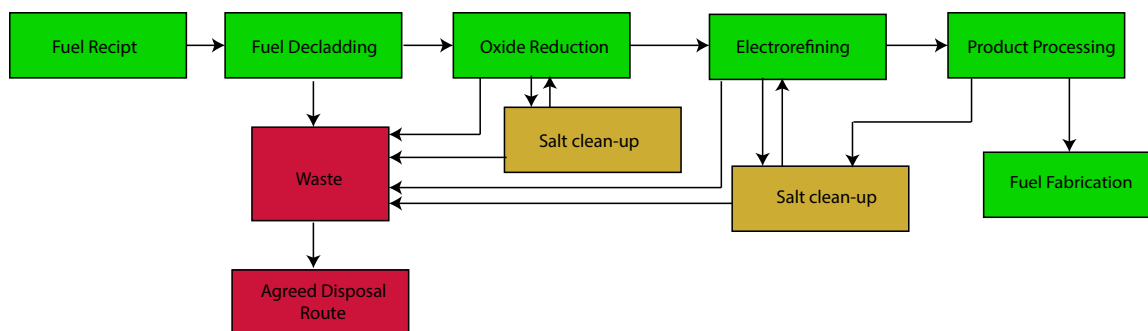 Fuel Recipt
Fuel Decladding
Oxide Reduction
Electrorefining
Product Processing
Salt clean-up
Waste
Salt clean-up
Fuel Fabrication
Agreed Disposal
Route